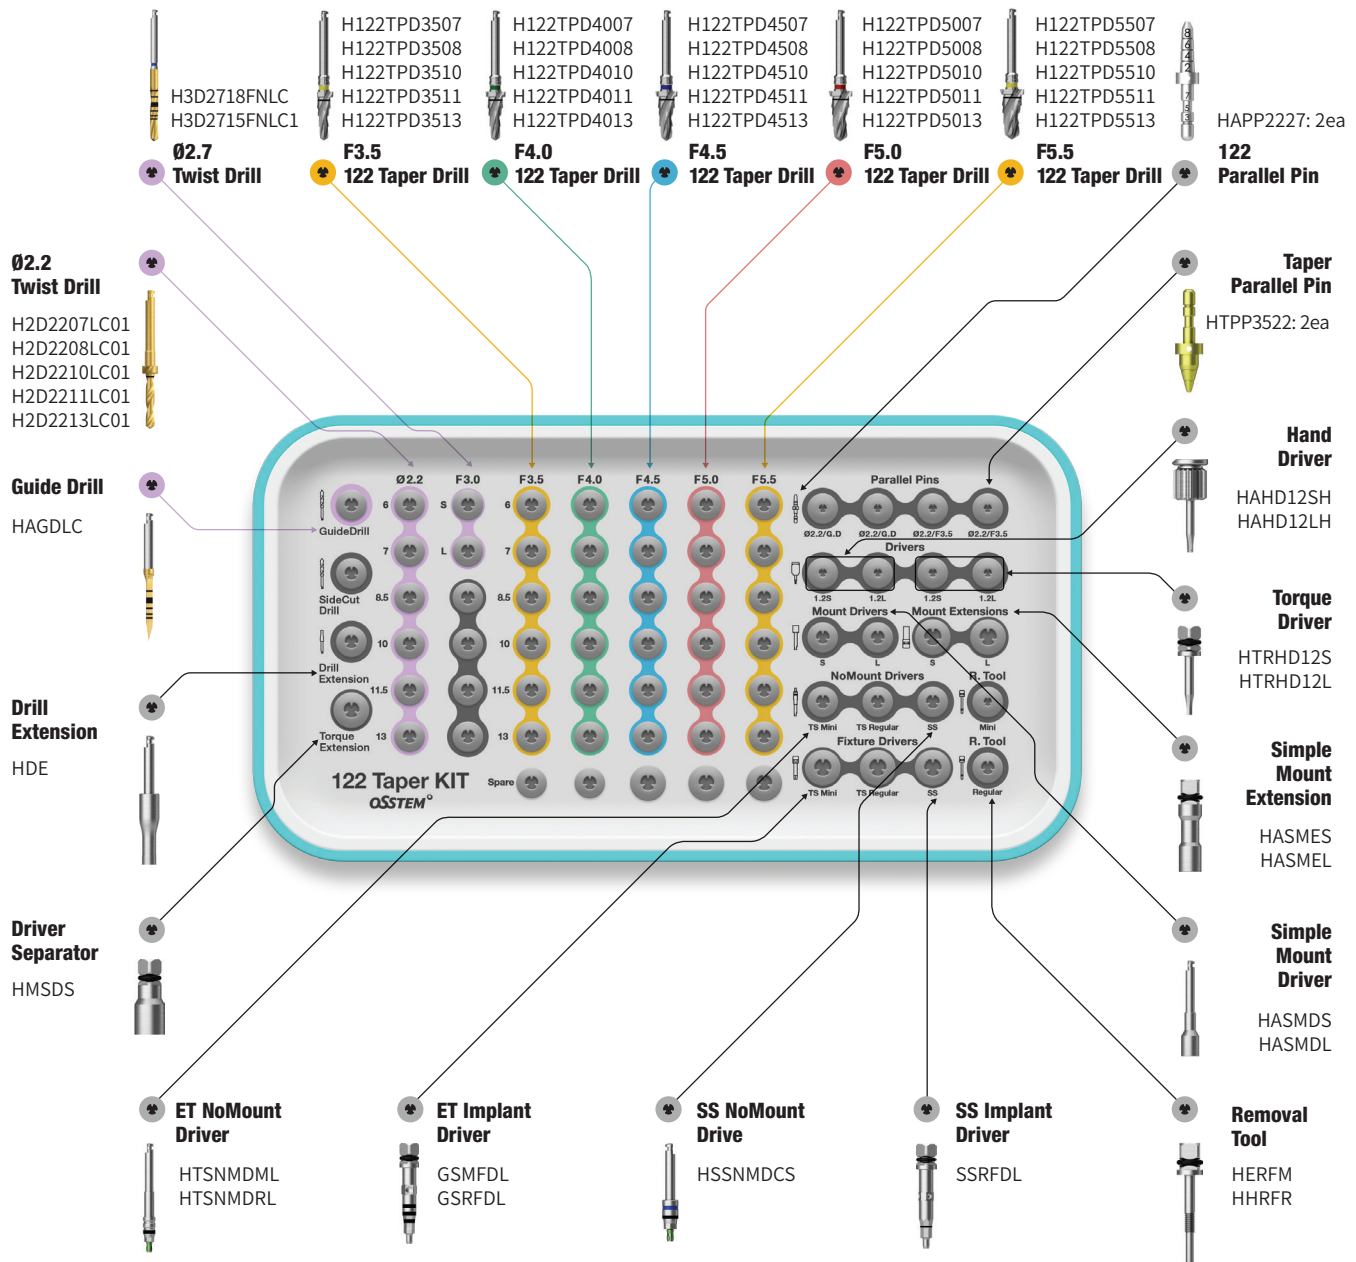 H3D2718FNLC
H3D2715FNLC1
Ø2.7
Twist Drill
H122TPD3507
H122TPD3508
H122TPD3510
H122TPD3511
H122TPD3513
F3.5
122 Taper Drill
H122TPD4007
H122TPD4008
H122TPD4010
H122TPD4011
H122TPD4013
F4.0
122 Taper Drill
H122TPD4507
H122TPD4508
H122TPD4510
H122TPD4511
H122TPD4513
F4.5
122 Taper Drill
H122TPD5007
H122TPD5008
H122TPD5010
H122TPD5011
H122TPD5013
F5.0
122 Taper Drill
H122TPD5507
H122TPD5508
H122TPD5510
H122TPD5511
H122TPD5513
F5.5
122 Taper Drill
8
6
4
2
7
5
3
HAPP2227: 2ea
122
Parallel Pin
Ø2.2
Twist Drill
H2D2207LC01
H2D2208LC01
H2D2210LC01
H2D2211LC01
H2D2213LC01
Guide Drill
HAGDLC
Drill
Extension
HDE
Driver
Separator
HMSDS
Taper
Parallel Pin
HTPP3522: 2ea
Hand
Driver
HAHD12SH
HAHD12LH
Torque
Driver
HTRHD12S
HTRHD12L
Simple
Mount
Extension
HASMES
HASMEL
Simple
Mount
Driver
HASMDS
HASMDL
Ø2.2 F3.0 F3.5 F4.0 F4.5 F5.0 F5.5
GuideDrill
SideCut
Drill
Drill
Extension
Torque
Extension
6
7
8.5
10
11.5
13
S
L
6
7
8.5
10
11.5
13
Spare
122 Taper KIT
OSSTEM
Parallel Pins
Ø2.2/G.D Ø2.2/G.D Ø2.2/F3.5 Ø2.2/F3.5
Drivers
1.2S 1.2L 1.2S 1.2L
Mount Drivers Mount Extensions
S L S L
NoMount Drivers R. Tool
TS Mini TS Regular SS Mini
Fixture Drivers R. Tool
TS Mini TS Regular SS Regular
ET NoMount
Driver
HTSNMDML
HTSNMDRL
ET Implant
Driver
GSMFDL
GSRFDL
SS NoMount
Drive
HSSNMDCS
SS Implant
Driver
SSRFDL
Removal
Tool
HERFM
HHRFR